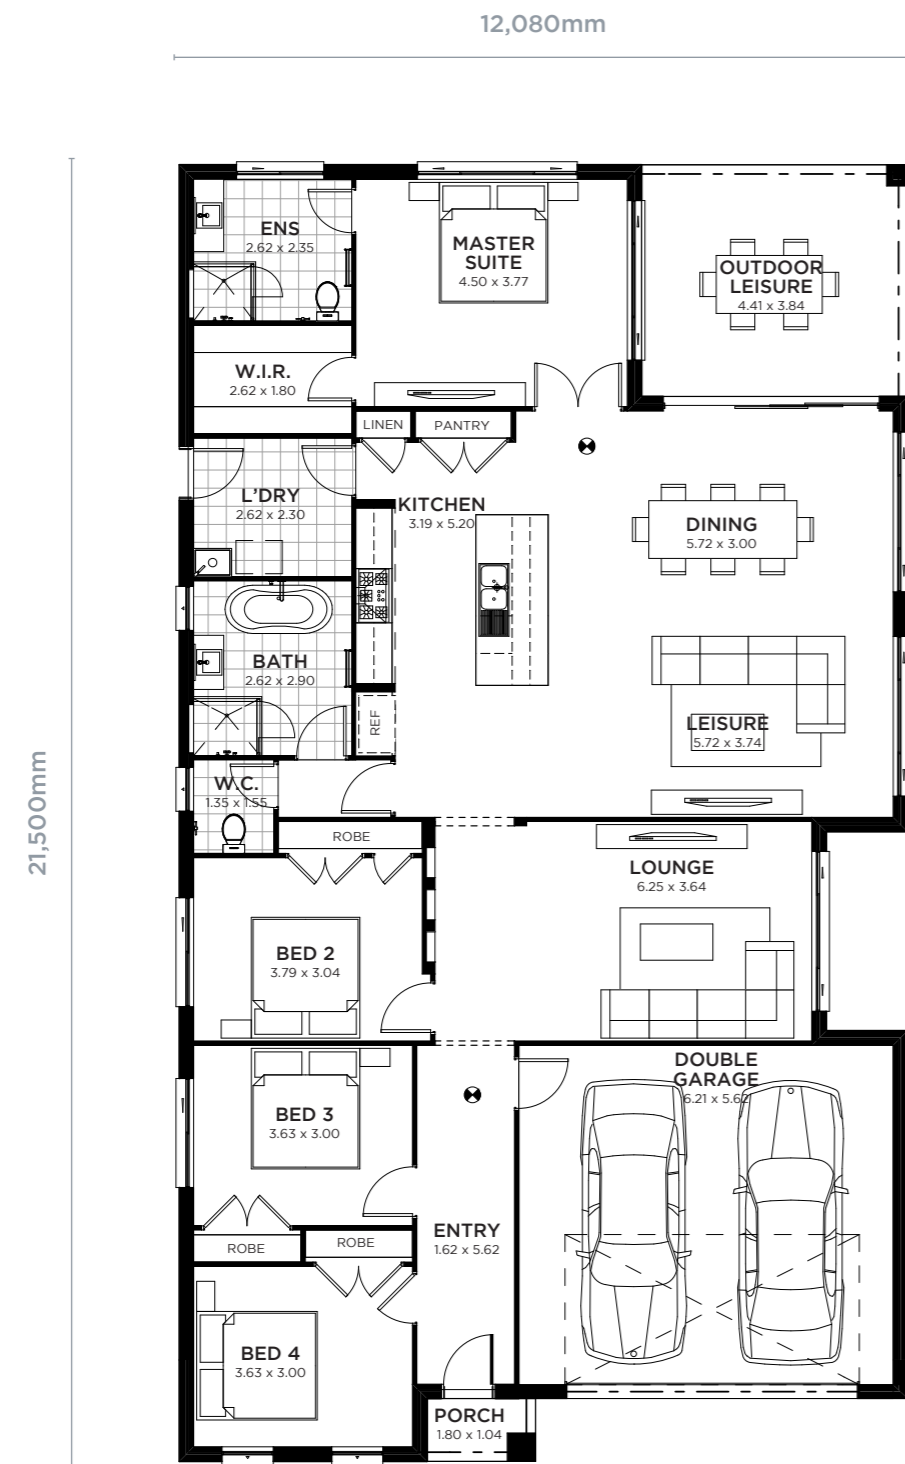 12,080mm
21,500mm
ENS
2.62 x 2.35
MASTER
SUITE
4.50 x 3.77
OUTDOOR
LEISURE
4.41 x 3.84
W.I.R.
2.62 x 1.80
LINEN
PANTRY
L'DRY
2.62 x 2.30
KITCHEN
3.19 x 5.20
DINING
5.72 x 3.00
BATH
2.62 x 2.90
REF
LEISURE
5.72 x 3.74
W.C.
1.35 x 1.55
ROBE
LOUNGE
6.25 x 3.64
BED 2
3.79 x 3.04
BED 3
3.63 x 3.00
DOUBLE
GARAGE
6.21 x 5.62
ENTRY
1.62 x 5.62
ROBE
ROBE
BED 4
3.63 x 3.00
PORCH
1.80 x 1.04